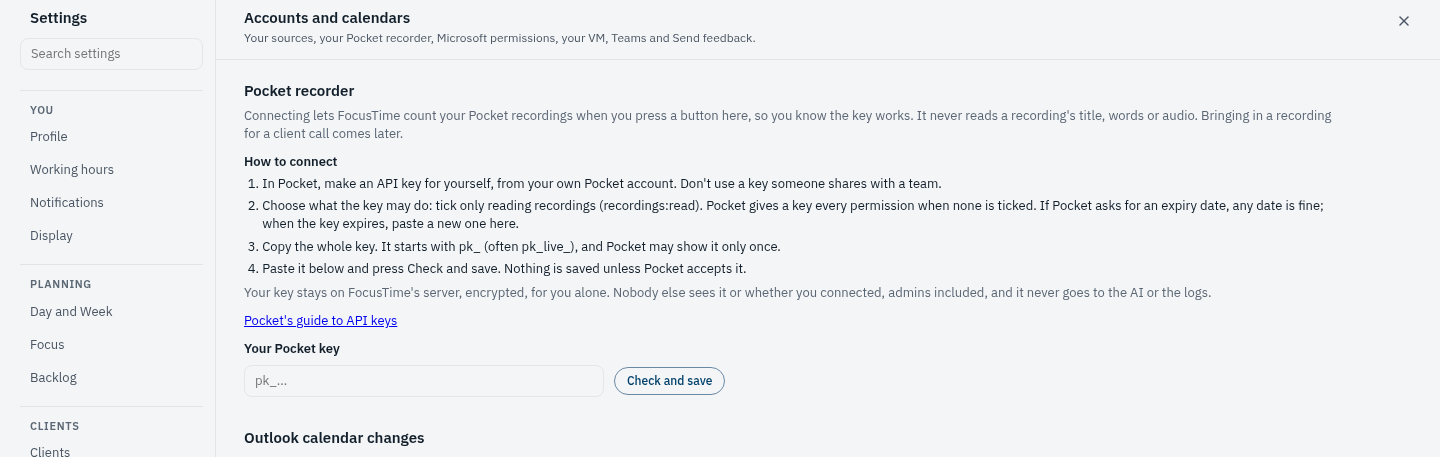 Settings
Search settings
YOU
Profile
Working hours
Notifications
Display
PLANNING
Day and Week
Focus
Backlog
CLIENTS
Clients
Accounts and calendars
Your sources, your Pocket recorder, Microsoft permissions, your VM, Teams and Send feedback.
Pocket recorder
Connecting lets FocusTime count your Pocket recordings when you press a button here, so you know the key works. It never reads a recording's title, words or audio. Bringing in a recording
for a client call comes later.
How to connect
1. In Pocket, make an API key for yourself, from your own Pocket account. Don't use a key someone shares with a team.
2. Choose what the key may do: tick only reading recordings (recordings:read). Pocket gives a key every permission when none is ticked. If Pocket asks for an expiry date, any date is fine;
when the key expires, paste a new one here.
3. Copy the whole key. It starts with pk_ (often pk_live_), and Pocket may show it only once.
4. Paste it below and press Check and save. Nothing is saved unless Pocket accepts it.
Your key stays on FocusTime's server, encrypted, for you alone. Nobody else sees it or whether you connected, admins included, and it never goes to the AI or the logs.
Pocket's guide to API keys
Your Pocket key
pk_...
Check and save
Outlook calendar changes